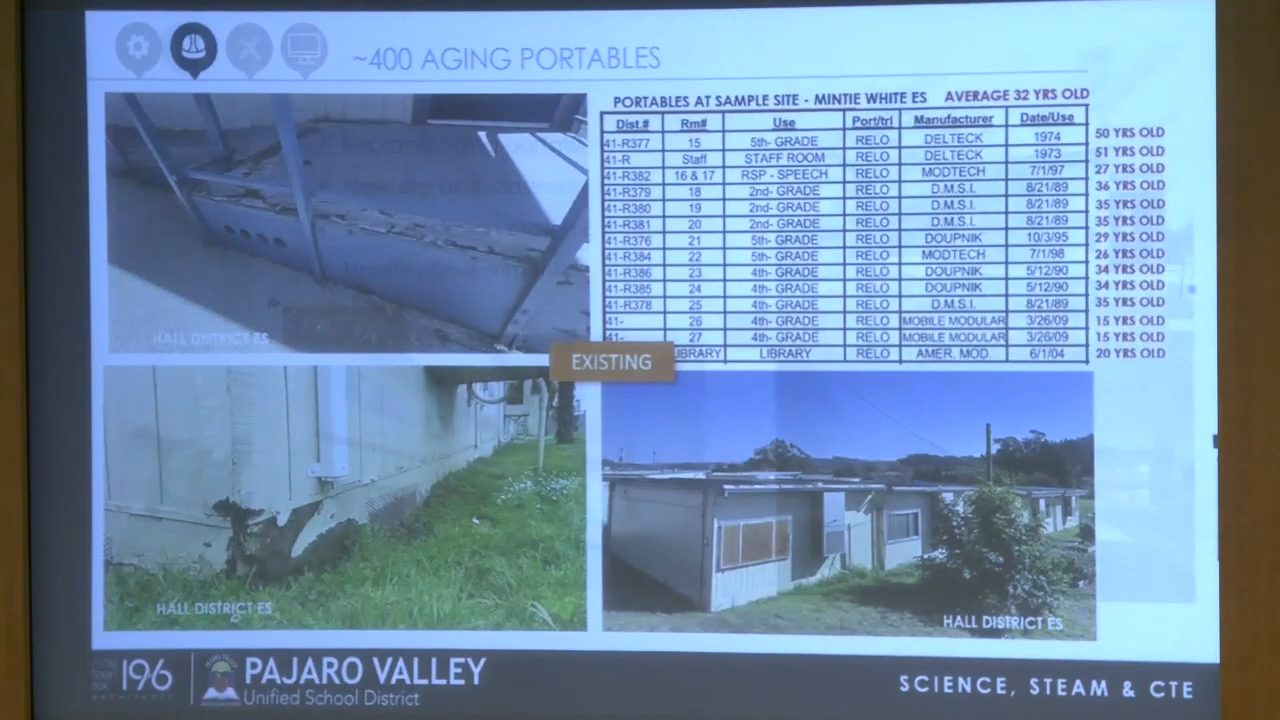 ~400 AGING PORTABLES
PORTABLES AT SAMPLE SITE - MINTIE WHITE ES AVERAGE 32 YRS OLD
Dist.# Rm# Use Port/trl Manufacturer Date/Use
41-R377 15 5th- GRADE RELO DELTECK 1974 50 YRS OLD
41-R Staff STAFF ROOM RELO DELTECK 1973 51 YRS OLD
41-R382 16 & 17 RSP - SPEECH RELO MODTECH 7/1/97 27 YRS OLD
41-R379 18 2nd- GRADE RELO D.M.S.I. 8/21/89 36 YRS OLD
41-R380 19 2nd- GRADE RELO D.M.S.I. 8/21/89 35 YRS OLD
41-R381 20 2nd- GRADE RELO D.M.S.I. 8/21/89 35 YRS OLD
41-R376 21 5th- GRADE RELO DOUPNIK 10/3/95 29 YRS OLD
41-R384 22 5th- GRADE RELO MODTECH 7/1/98 26 YRS OLD
41-R386 23 4th- GRADE RELO DOUPNIK 5/12/90 34 YRS OLD
41-R385 24 4th- GRADE RELO DOUPNIK 5/12/90 34 YRS OLD
41-R378 25 4th- GRADE RELO D.M.S.I. 8/21/89 35 YRS OLD
41- 26 4th- GRADE RELO MOBILE MODULAR 3/26/09 15 YRS OLD
41- 27 4th- GRADE RELO MOBILE MODULAR 3/26/09 15 YRS OLD
IBRARY LIBRARY RELO AMER. MOD. 6/1/04 20 YRS OLD
HALL DISTRICT ES
EXISTING
HALL DISTRICT ES
HALL DISTRICT ES
196
PAJARO VALLEY
Unified School District
SCIENCE, STEAM & CTE